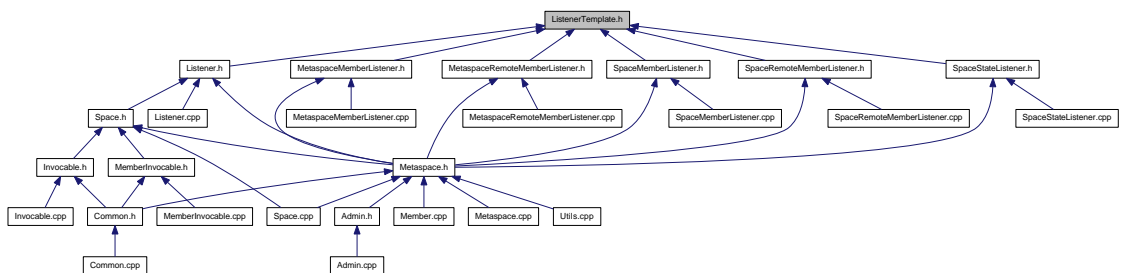 ListenerTemplate.h
Listener.h
MetaspaceMemberListener.h
MetaspaceRemoteMemberListener.h
SpaceMemberListener.h
SpaceRemoteMemberListener.h
SpaceStateListener.h
Space.h
Listener.cpp
MetaspaceMemberListener.cpp
MetaspaceRemoteMemberListener.cpp
SpaceMemberListener.cpp
SpaceRemoteMemberListener.cpp
SpaceStateListener.cpp
Invocable.h
MemberInvocable.h
Metaspace.h
Invocable.cpp
Common.h
MemberInvocable.cpp
Space.cpp
Admin.h
Member.cpp
Metaspace.cpp
Utils.cpp
Common.cpp
Admin.cpp